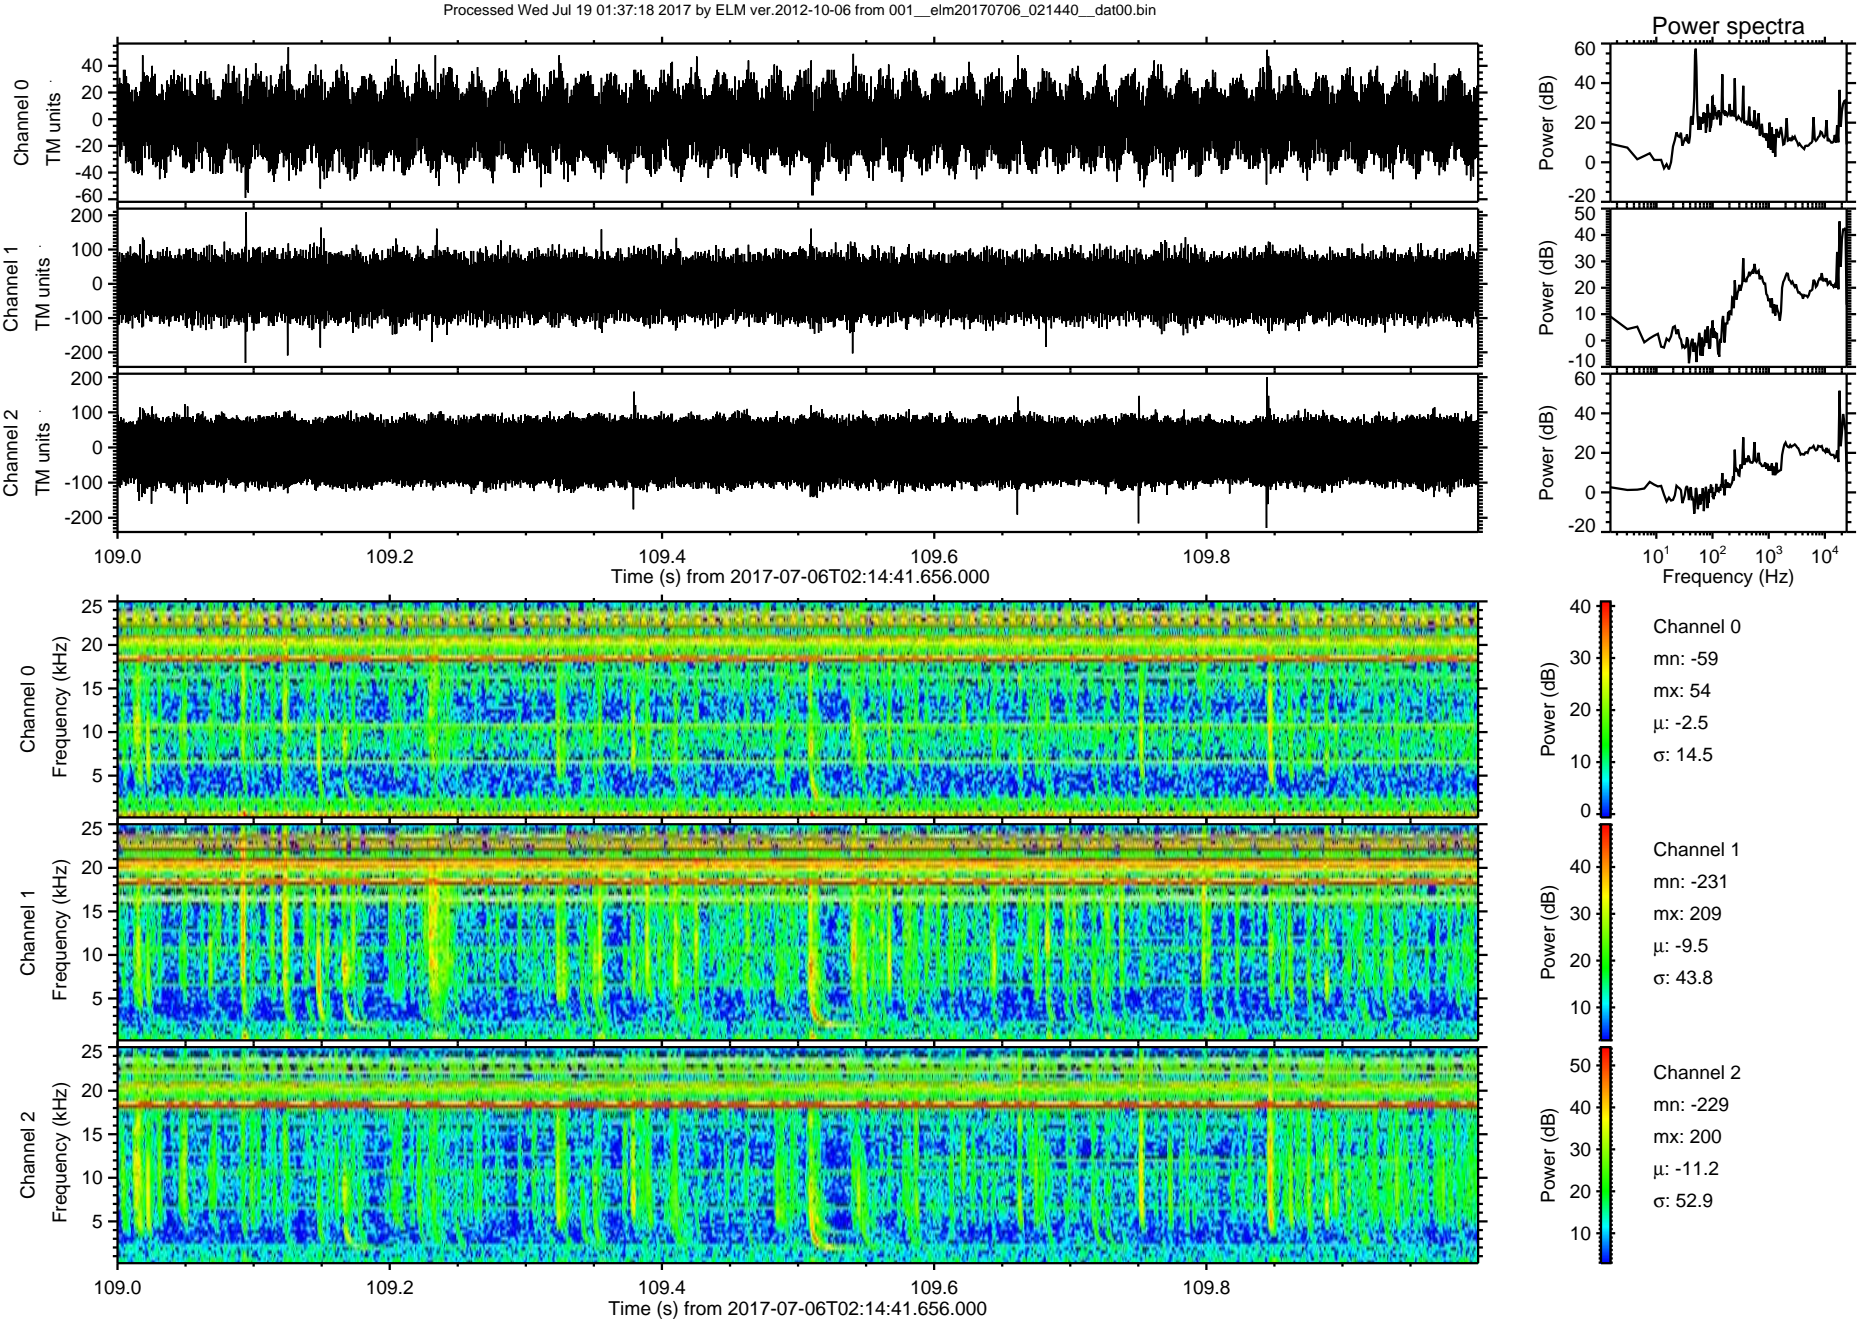 Processed Wed Jul 19 01:37:18 2017 by ELM ver.2012-10-06 from 001__elm20170706_021440__dat00.bin
Power spectra
Channel 0
TM units
40
20
0
-20
-40
-60
Power (dB)
60
40
20
0
-20
Channel 1
TM units
200
100
0
-100
-200
Power (dB)
50
40
30
20
10
0
-10
Channel 2
TM units
200
100
0
-100
-200
Power (dB)
60
40
20
0
-20
109.0 109.2 109.4 109.6 109.8
Time (s) from 2017-07-06T02:14:41.656.000
10¹ 10² 10³ 10⁴
Frequency (Hz)
Channel 0
Frequency (kHz)
25
20
15
10
5
Power (dB)
40
30
20
10
0
Channel 0
mn: -59
mx: 54
μ: -2.5
σ: 14.5
Channel 1
Frequency (kHz)
25
20
15
10
5
Power (dB)
40
30
20
10
Channel 1
mn: -231
mx: 209
μ: -9.5
σ: 43.8
Channel 2
Frequency (kHz)
25
20
15
10
5
Power (dB)
50
40
30
20
10
Channel 2
mn: -229
mx: 200
μ: -11.2
σ: 52.9
109.0 109.2 109.4 109.6 109.8
Time (s) from 2017-07-06T02:14:41.656.000